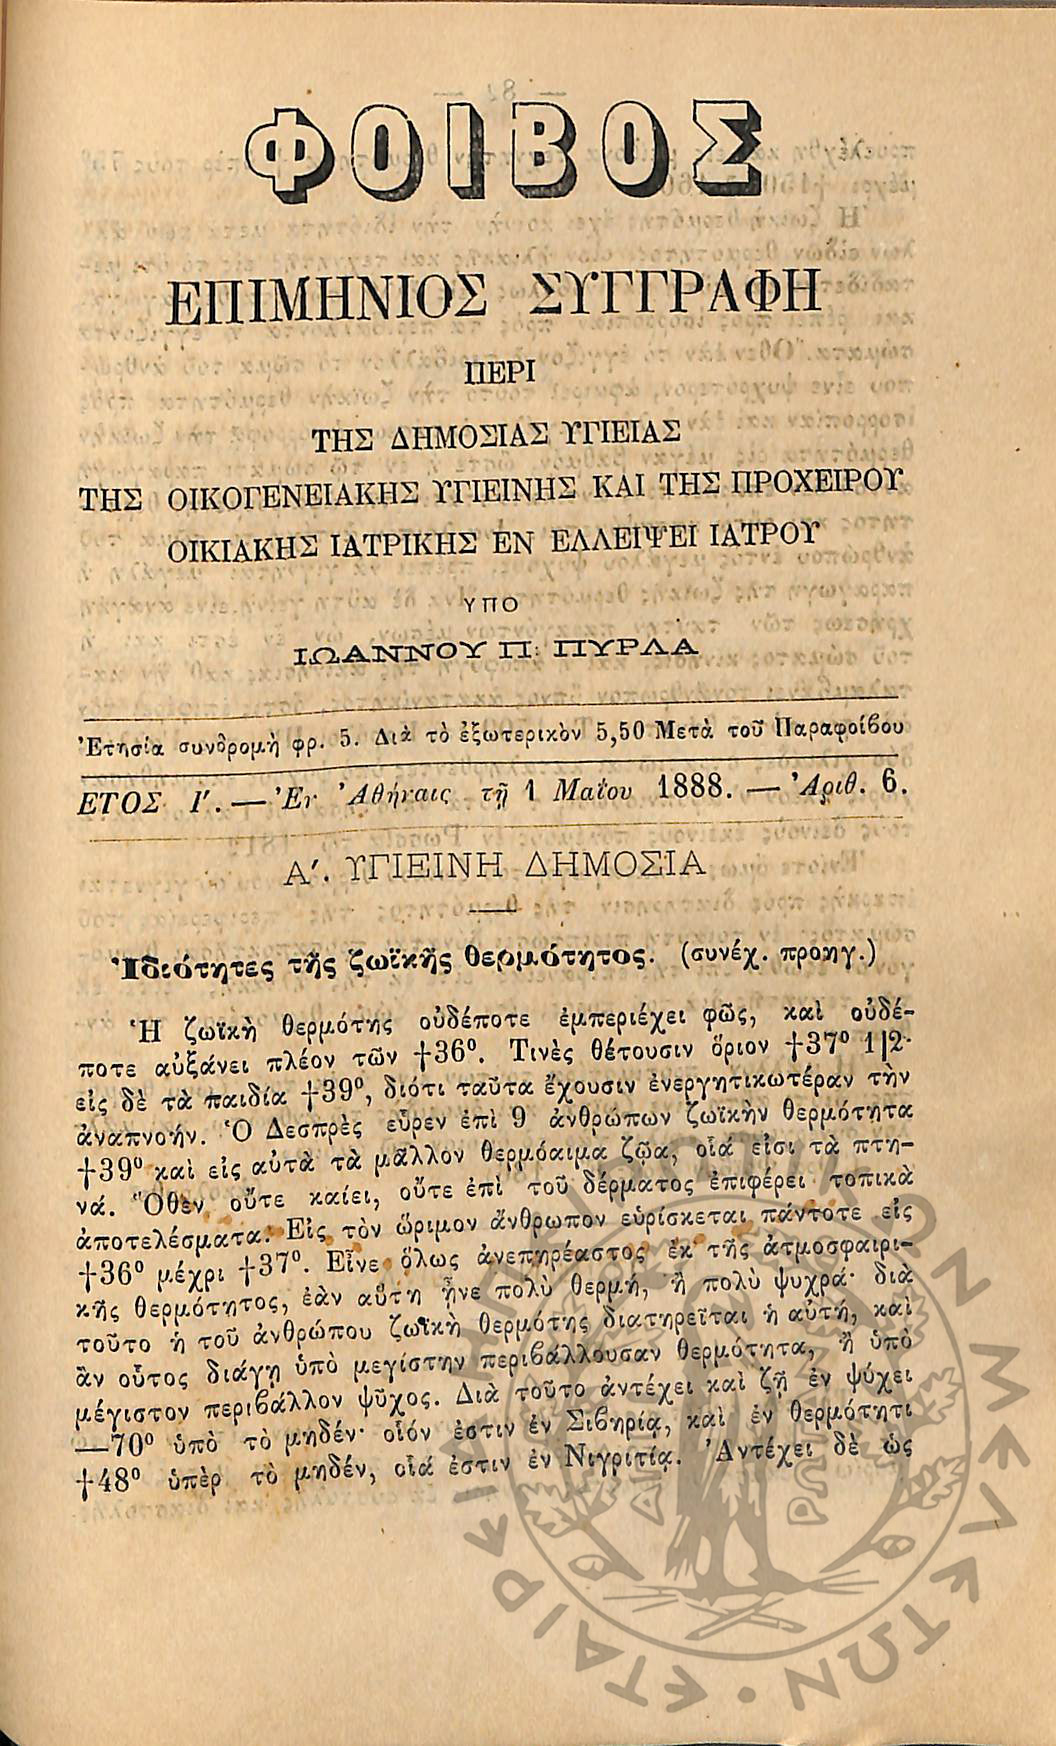 ΦΟΙΒΟΣ
ΕΠΙΜΗΝΙΟΣ ΣΥΓΓΡΑΦΗ
ΠΕΡΙ
ΤΗΣ ΔΗΜΟΣΙΑΣ ΥΓΙΕΙΑΣ
ΤΗΣ ΟΙΚΟΓΕΝΕΙΑΚΗΣ ΥΓΙΕΙΝΗΣ ΚΑΙ ΤΗΣ ΠΡΟΧΕΙΡΟΥ
ΟΙΚΙΑΚΗΣ ΙΑΤΡΙΚΗΣ ΕΝ ΕΛΛΕΙΨΕΙ ΙΑΤΡΟΥ
ΥΠΟ
ΙΩΑΝΝΟΥ Π. ΠΥΡΛΑ
Ἐτησία συνδρομὴ φρ. 5. Διὰ τὸ ἐξωτερικὸν 5,50 Μετὰ τοῦ Παραφοίβου
ΕΤΟΣ Ι'.— Ἐν Ἀθήναις τῇ 1 Μαΐου 1888. — Ἀριθ. 6.
Α'. ΥΓΙΕΙΝΗ ΔΗΜΟΣΙΑ
Ἰδιότητες τῆς ζωϊκῆς θερμότητος. (συνέχ. προηγ.)
Ἡ ζωϊκὴ θερμότης οὐδέποτε ἐμπεριέχει φῶς, καὶ οὐδέ-
ποτε αὐξάνει πλέον τῶν †36⁰. Τινὲς θέτουσιν ὅριον †37⁰ 1|2·
εἰς δὲ τὰ παιδία †39⁰, διότι ταῦτα ἔχουσιν ἐνεργητικωτέραν τὴν
ἀναπνοήν. Ὁ Δεσπρὲς εὗρεν ἐπὶ 9 ἀνθρώπων ζωϊκὴν θερμότητα
†39⁰ καὶ εἰς αὐτὰ τὰ μᾶλλον θερμόαιμα ζῷα, οἷά εἰσι τὰ πτη-
νά. Ὅθεν οὔτε καίει, οὔτε ἐπὶ τοῦ δέρματος ἐπιφέρει τοπικὰ
ἀποτελέσματα. Εἰς τὸν ὥριμον ἄνθρωπον εὑρίσκεται πάντοτε εἰς
†36⁰ μέχρι †37⁰. Εἶνε ὅλως ἀνεπηρέαστος ἐκ τῆς ἀτμοσφαιρι-
κῆς θερμότητος, ἐὰν αὕτη ἦνε πολὺ θερμή, ἢ πολὺ ψυχρά· διὰ
τοῦτο ἡ τοῦ ἀνθρώπου ζωϊκὴ θερμότης διατηρεῖται ἡ αὐτή, καὶ
ἂν οὗτος διάγῃ ὑπὸ μεγίστην περιβάλλουσαν θερμότητα, ἢ ὑπὸ
μέγιστον περιβάλλον ψῦχος. Διὰ τοῦτο ἀντέχει καὶ ζῇ ἐν ψύχει
—70⁰ ὑπὸ τὸ μηδέν· οἷόν ἐστιν ἐν Σιβηρίᾳ, καὶ ἐν θερμότητι
†48⁰ ὑπὲρ τὸ μηδέν, οἷά ἐστιν ἐν Νιγριτίᾳ. Ἀντέχει δὲ ὡς